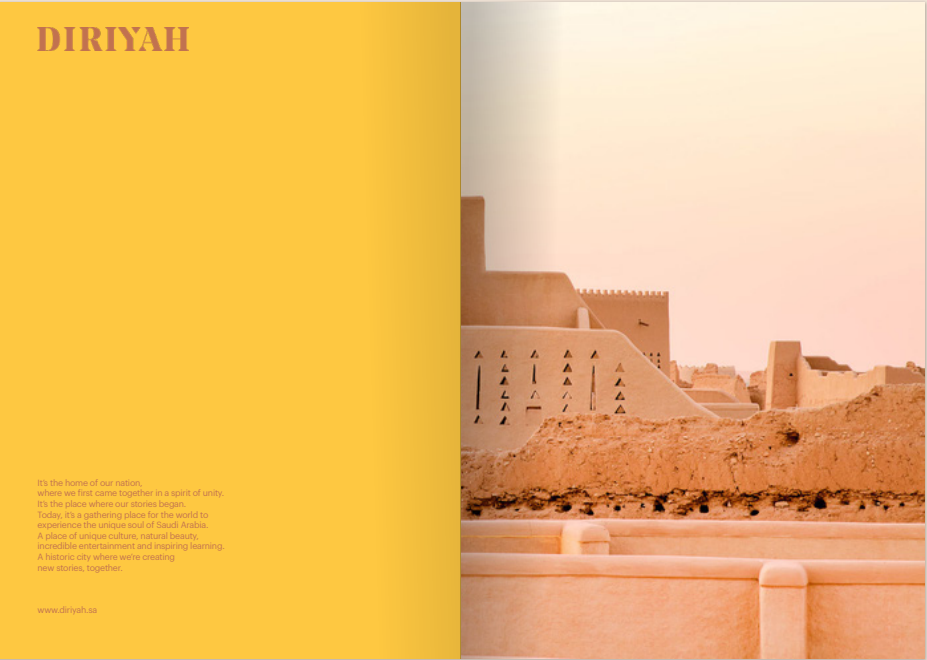 DIRIYAH
It's the home of our nation,
where we first came together in a spirit of unity.
It's the place where our stories began.
Today, it's a gathering place for the world to
experience the unique soul of Saudi Arabia.
A place of unique culture, natural beauty,
incredible entertainment and inspiring learning.
A historic city where we're creating
new stories, together.
www.diriyah.sa